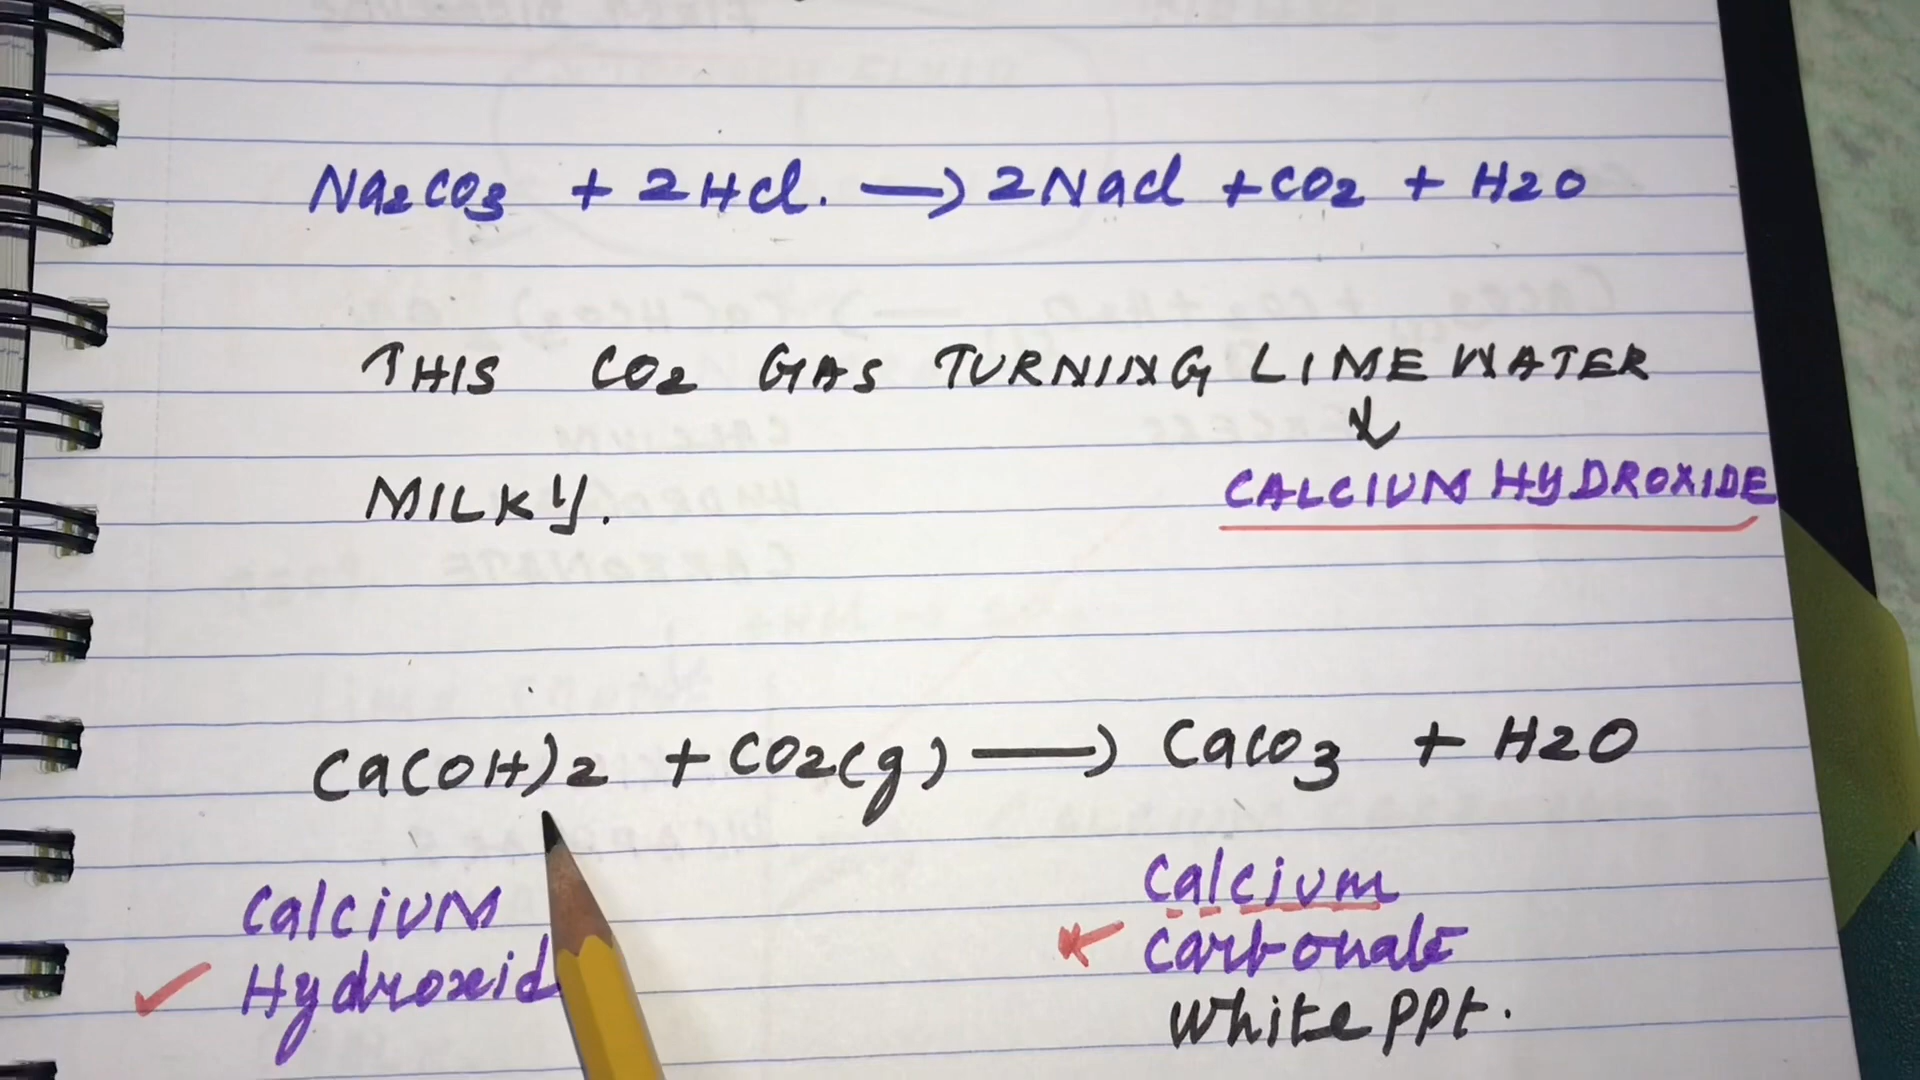 Na2CO3 + 2HCl. → 2NaCl + CO2 + H2O
THIS CO2 GAS TURNING LIME WATER
MILKY.
CALCIUM HYDROXIDE
Ca(OH)2 + CO2(g) → CaCO3 + H2O
Calcium
Hydroxid
Calcium
Carbonate
White PPt.